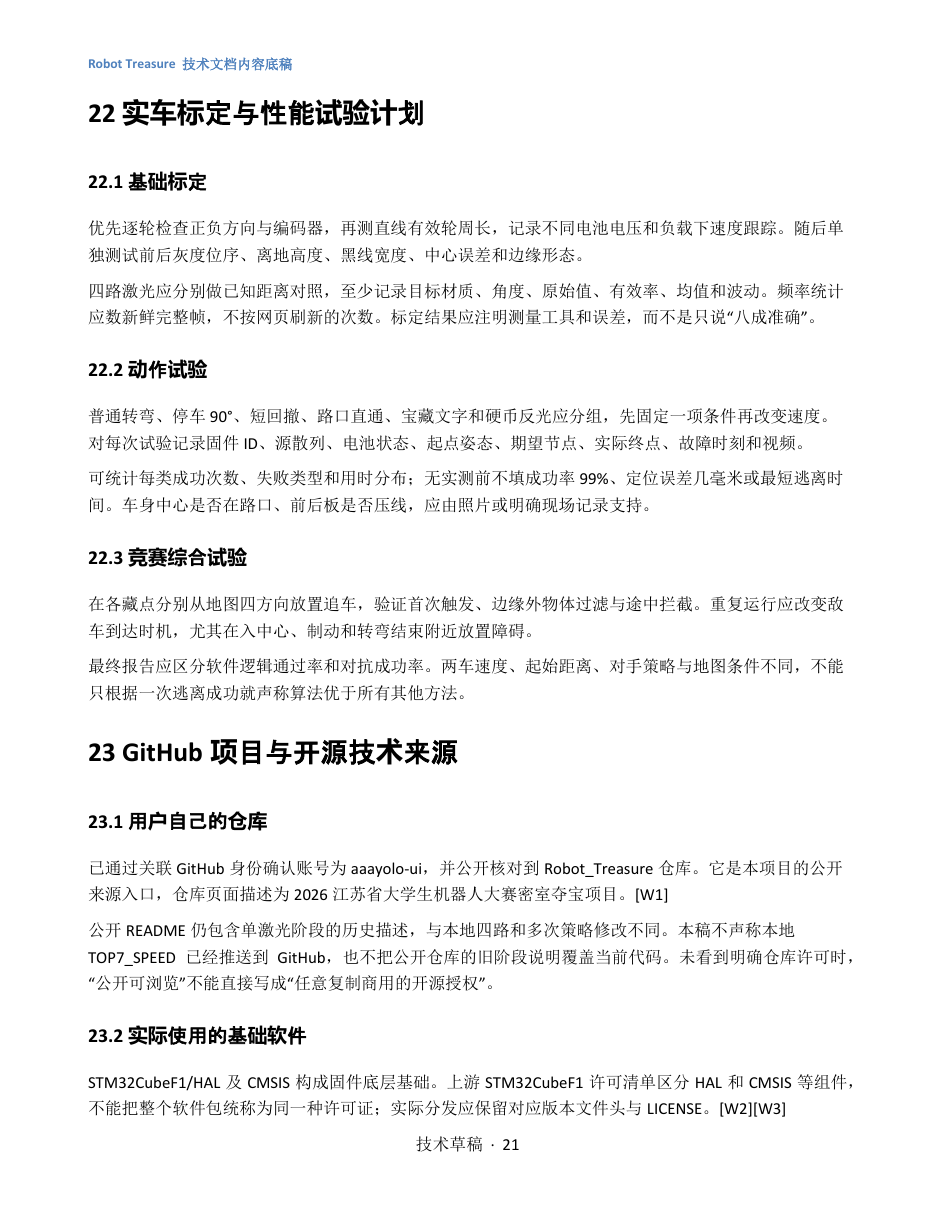 Robot Treasure 技术文档内容底稿
22 实车标定与性能试验计划
22.1 基础标定
优先逐轮检查正负方向与编码器，再测直线有效轮周长，记录不同电池电压和负载下速度跟踪。随后单
独测试前后灰度位序、离地高度、黑线宽度、中心误差和边缘形态。
四路激光应分别做已知距离对照，至少记录目标材质、角度、原始值、有效率、均值和波动。频率统计
应数新鲜完整帧，不按网页刷新的次数。标定结果应注明测量工具和误差，而不是只说“八成准确”。
22.2 动作试验
普通转弯、停车 90°、短回撤、路口直通、宝藏文字和硬币反光应分组，先固定一项条件再改变速度。
对每次试验记录固件 ID、源散列、电池状态、起点姿态、期望节点、实际终点、故障时刻和视频。
可统计每类成功次数、失败类型和用时分布；无实测前不填成功率 99%、定位误差几毫米或最短逃离时
间。车身中心是否在路口、前后板是否压线，应由照片或明确现场记录支持。
22.3 竞赛综合试验
在各藏点分别从地图四方向放置追车，验证首次触发、边缘外物体过滤与途中拦截。重复运行应改变敌
车到达时机，尤其在入中心、制动和转弯结束附近放置障碍。
最终报告应区分软件逻辑通过率和对抗成功率。两车速度、起始距离、对手策略与地图条件不同，不能
只根据一次逃离成功就声称算法优于所有其他方法。
23 GitHub 项目与开源技术来源
23.1 用户自己的仓库
已通过关联 GitHub 身份确认账号为 aaayolo-ui，并公开核对到 Robot_Treasure 仓库。它是本项目的公开
来源入口，仓库页面描述为 2026 江苏省大学生机器人大赛密室夺宝项目。[W1]
公开 README 仍包含单激光阶段的历史描述，与本地四路和多次策略修改不同。本稿不声称本地
TOP7_SPEED 已经推送到 GitHub，也不把公开仓库的旧阶段说明覆盖当前代码。未看到明确仓库许可时，
“公开可浏览”不能直接写成“任意复制商用的开源授权”。
23.2 实际使用的基础软件
STM32CubeF1/HAL 及 CMSIS 构成固件底层基础。上游 STM32CubeF1 许可清单区分 HAL 和 CMSIS 等组件，
不能把整个软件包统称为同一种许可证；实际分发应保留对应版本文件头与 LICENSE。[W2][W3]
技术草稿 · 21